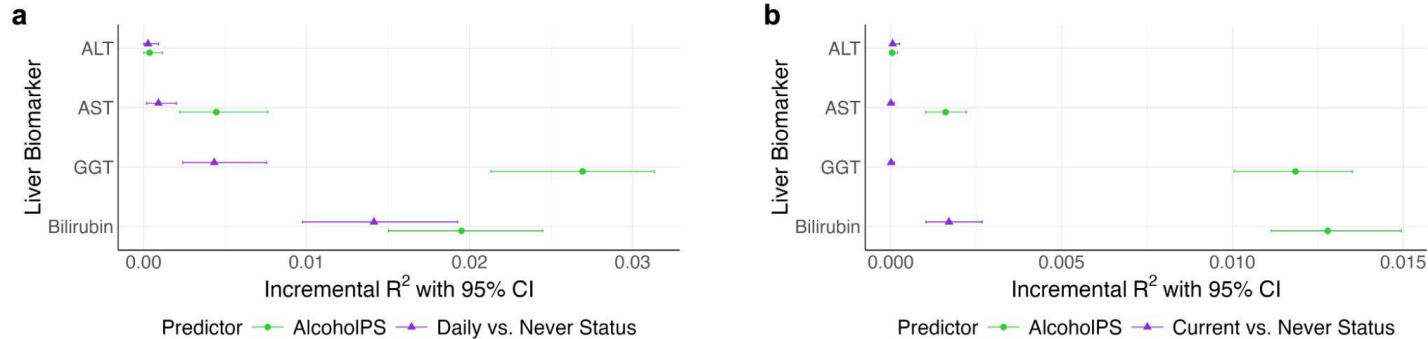 a
ALT
AST
GGT
Bilirubin
Liver Biomarker
0.00 0.01 0.02 0.03
Incremental R² with 95% CI
Predictor AlcoholPS Daily vs. Never Status
b
ALT
AST
GGT
Bilirubin
Liver Biomarker
0.000 0.005 0.010 0.015
Incremental R² with 95% CI
Predictor AlcoholPS Current vs. Never Status